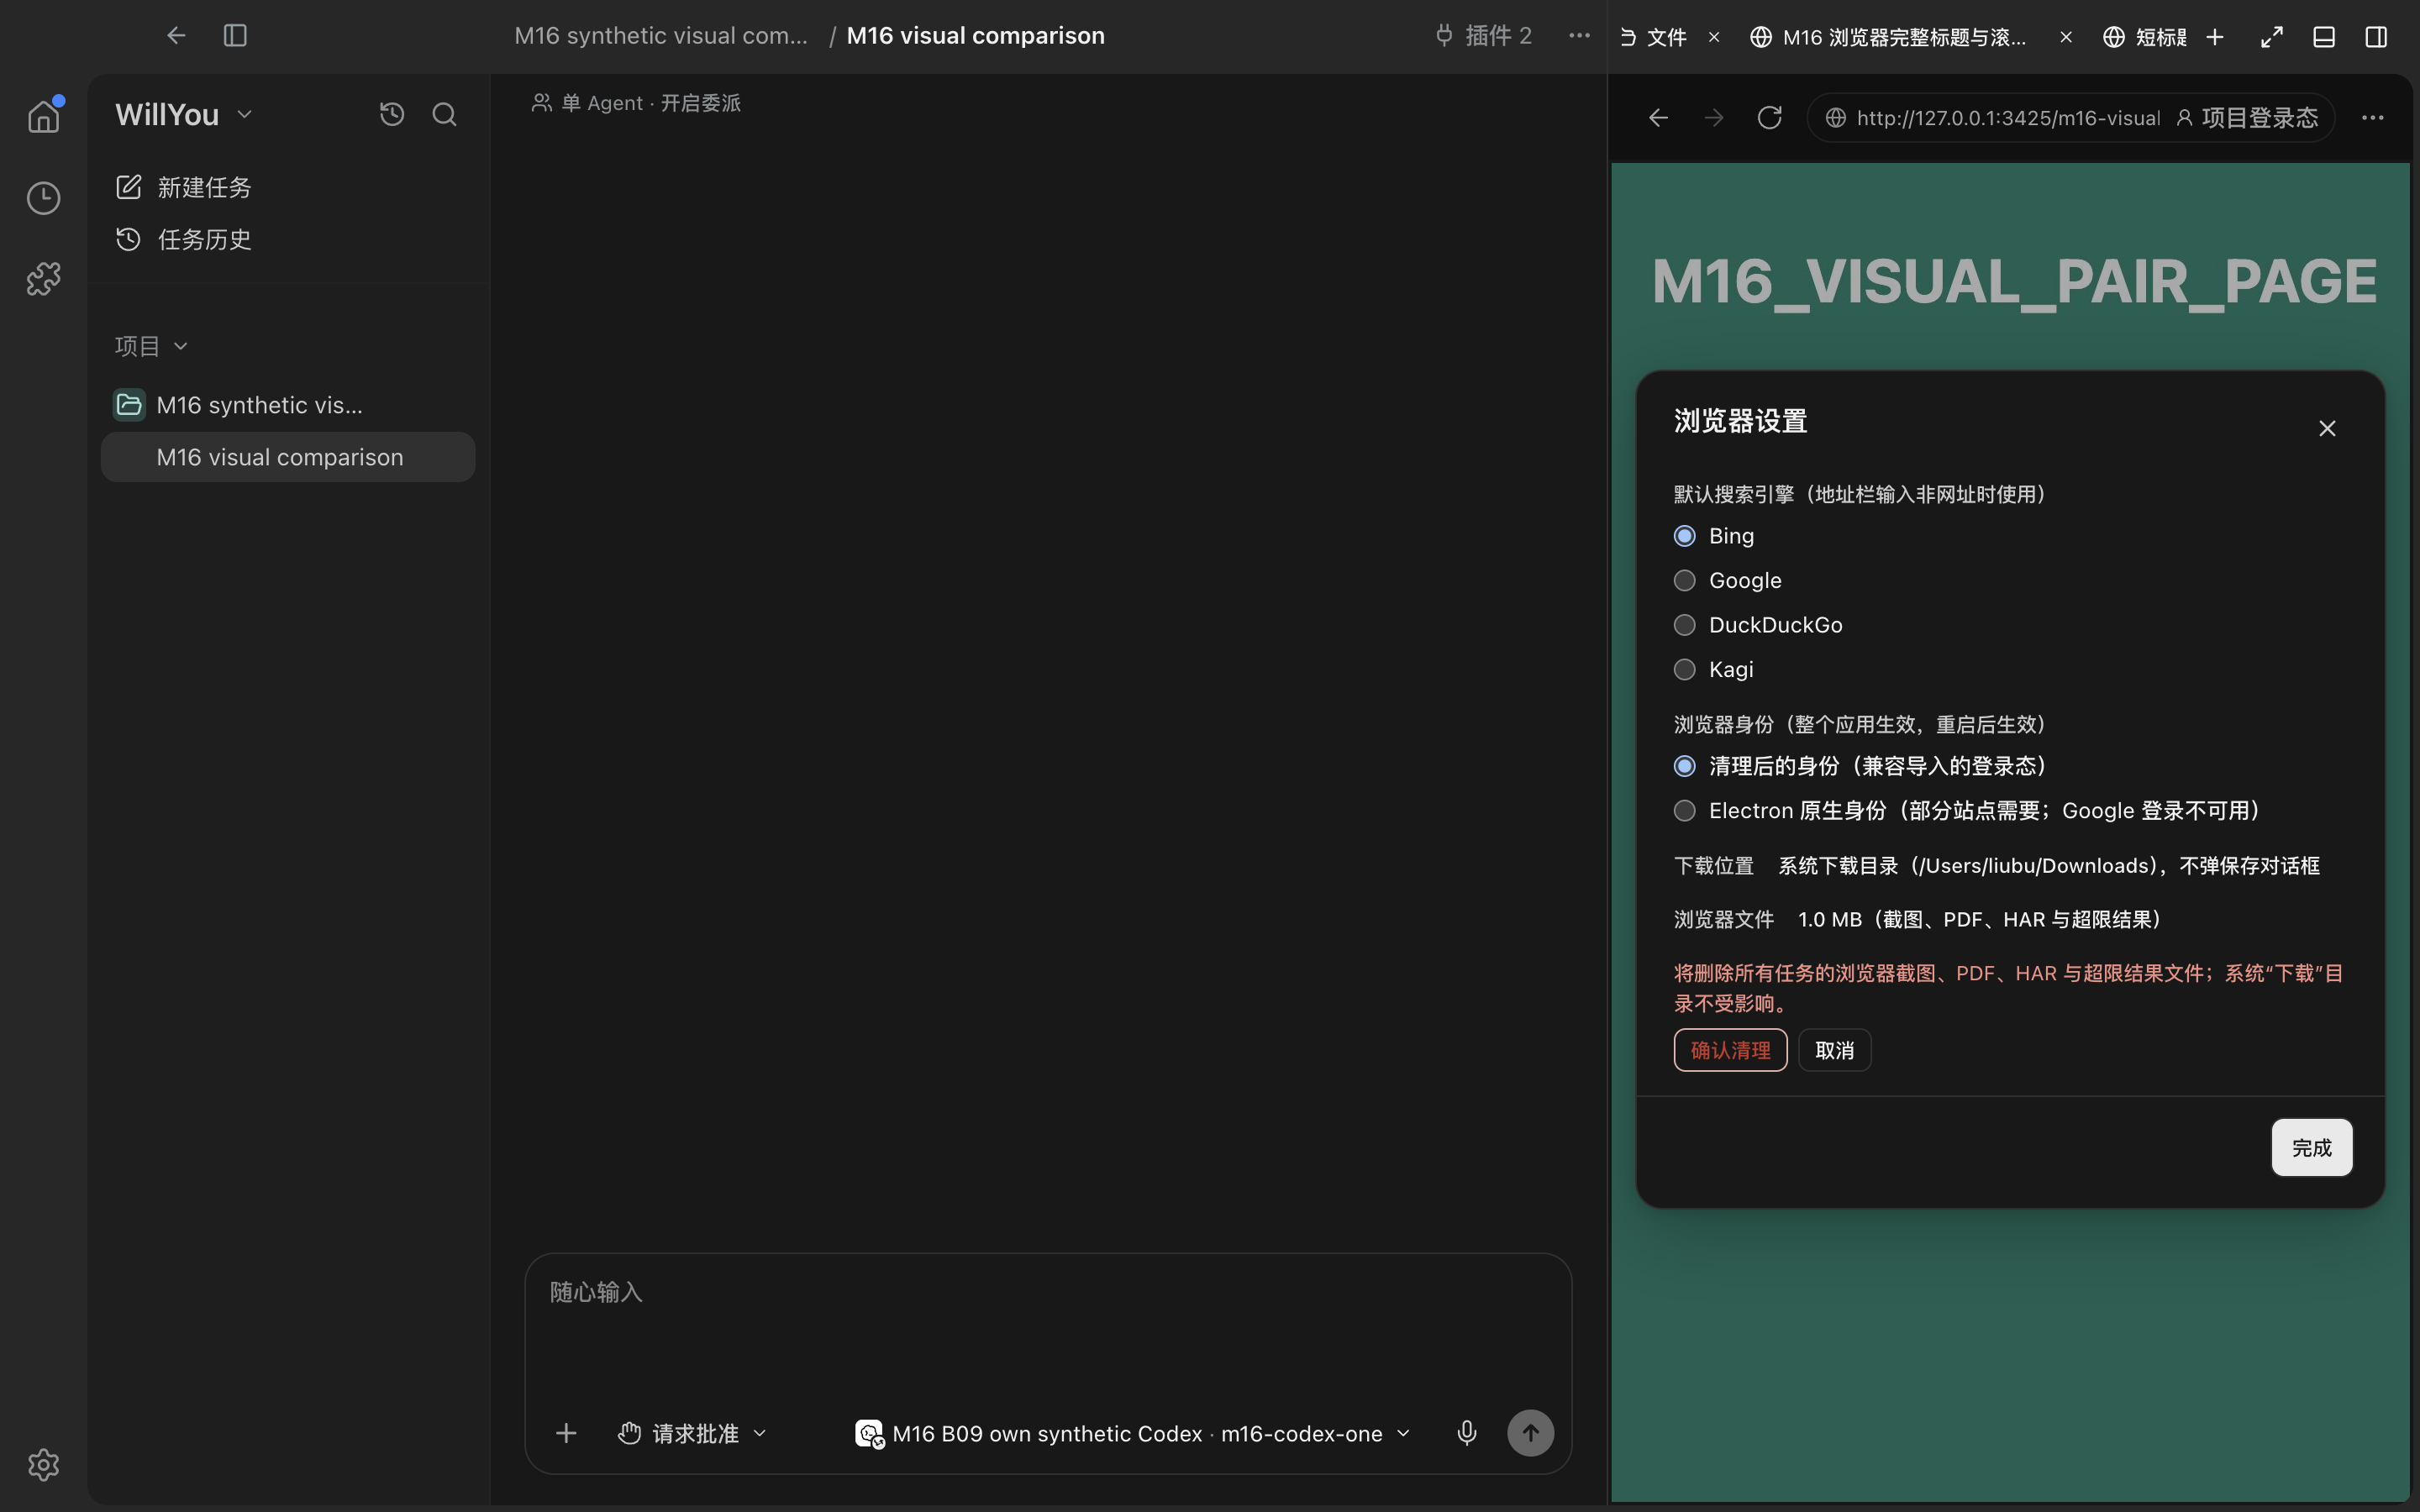 M16 synthetic visual com... / M16 visual comparison
插件 2
文件
M16 浏览器完整标题与滚...
短标题
WillYou
新建任务
任务历史
项目
M16 synthetic vis...
M16 visual comparison
单 Agent · 开启委派
随心输入
请求批准
M16 B09 own synthetic Codex · m16-codex-one
http://127.0.0.1:3425/m16-visual
项目登录态
M16_VISUAL_PAIR_PAGE
浏览器设置
默认搜索引擎（地址栏输入非网址时使用）
Bing
Google
DuckDuckGo
Kagi
浏览器身份（整个应用生效，重启后生效）
清理后的身份（兼容导入的登录态）
Electron 原生身份（部分站点需要；Google 登录不可用）
下载位置 系统下载目录（/Users/liubu/Downloads），不弹保存对话框
浏览器文件 1.0 MB（截图、PDF、HAR 与超限结果）
将删除所有任务的浏览器截图、PDF、HAR 与超限结果文件；系统“下载”目
录不受影响。
确认清理
取消
完成